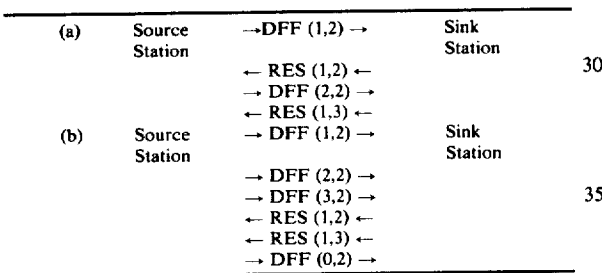 (a) Source →DFF (1,2) → Sink
Station Station
← RES (1,2) ← 30
→ DFF (2,2) →
← RES (1,3) ←
(b) Source → DFF (1,2) → Sink
Station Station
→ DFF (2,2) →
→ DFF (3,2) → 35
← RES (1,2) ←
← RES (1,3) ←
→ DFF (0,2) →